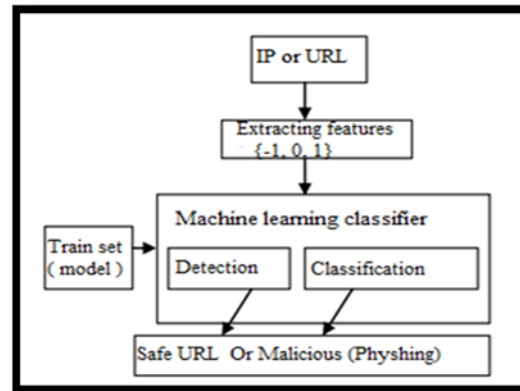 IP or URL
Extracting features
{-1, 0, 1}
Machine learning classifier
Train set
( model )
Detection
Classification
Safe URL Or Malicious (Physhing)